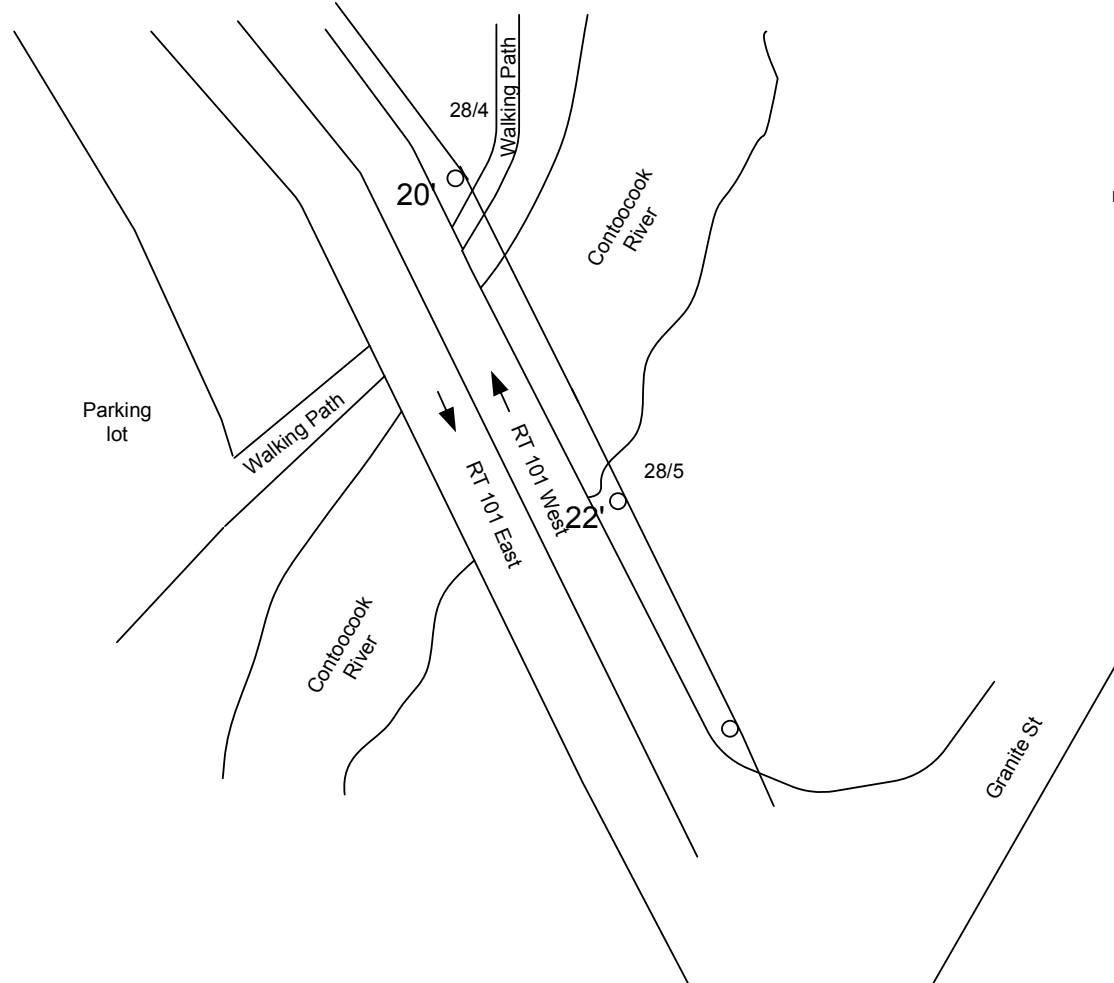 28/4
Walking Path
20'
Contoocook
River
Parking
lot
Walking Path
RT 101 West
RT 101 East
28/5
22'
Contoocook
River
Granite St